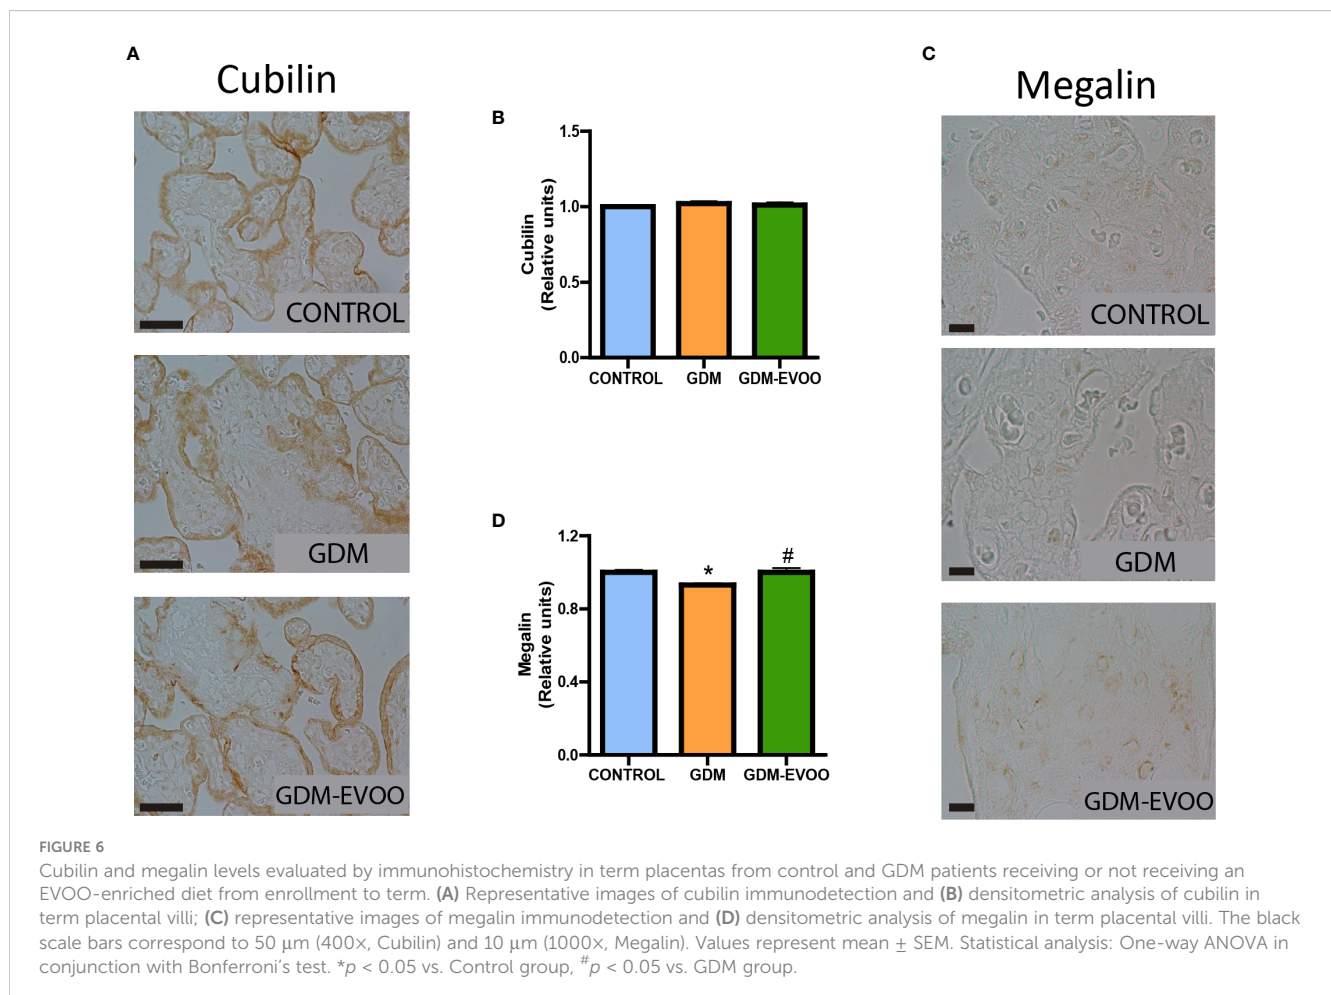 A
Cubilin
CONTROL
GDM
GDM-EVOO
B
Cubilin
(Relative units)
1.5
1.0
0.5
0.0
CONTROL GDM GDM-EVOO
D
Megalin
(Relative units)
1.2
0.8
0.4
0.0
*
#
CONTROL GDM GDM-EVOO
C
Megalin
CONTROL
GDM
GDM-EVOO
FIGURE 6
Cubilin and megalin levels evaluated by immunohistochemistry in term placentas from control and GDM patients receiving or not receiving an
EVOO-enriched diet from enrollment to term. (A) Representative images of cubilin immunodetection and (B) densitometric analysis of cubilin in
term placental villi; (C) representative images of megalin immunodetection and (D) densitometric analysis of megalin in term placental villi. The black
scale bars correspond to 50 μm (400×, Cubilin) and 10 μm (1000×, Megalin). Values represent mean ± SEM. Statistical analysis: One-way ANOVA in
conjunction with Bonferroni’s test. *p < 0.05 vs. Control group, #p < 0.05 vs. GDM group.